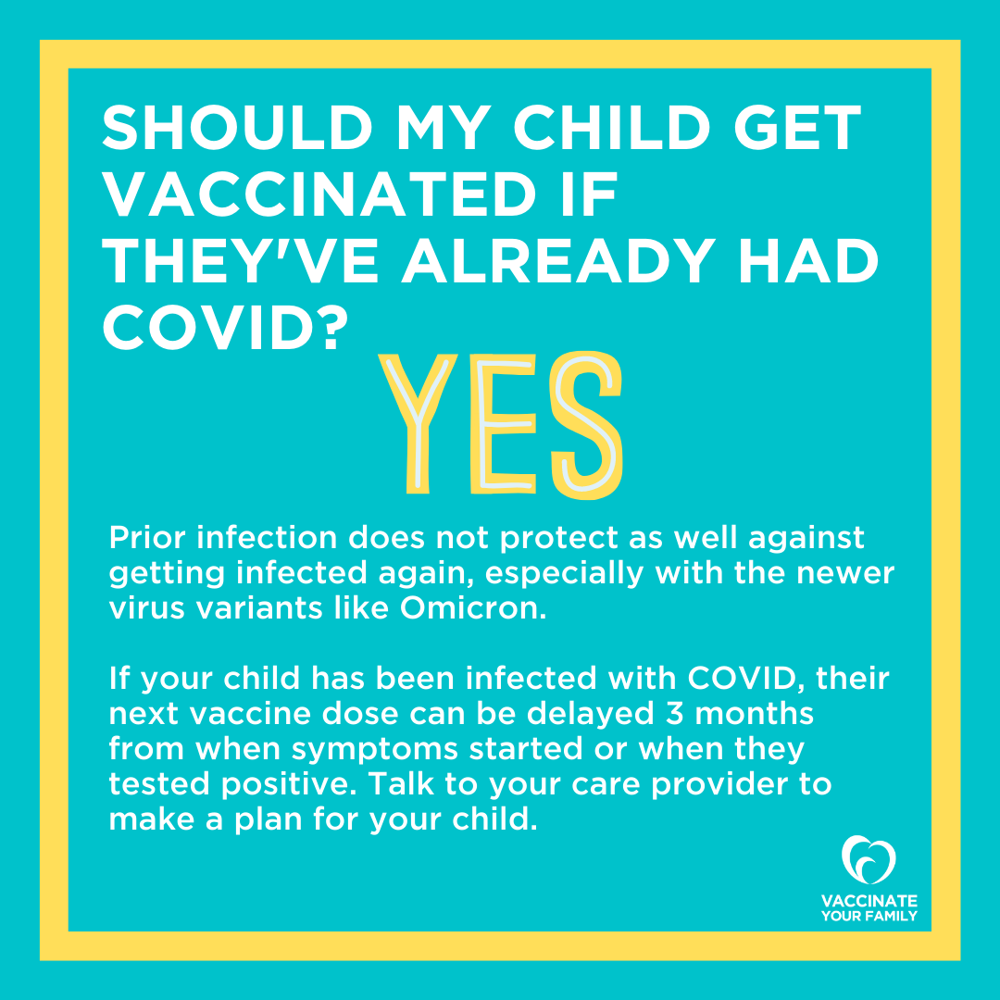 SHOULD MY CHILD GET
VACCINATED IF
THEY'VE ALREADY HAD
COVID?
YES
Prior infection does not protect as well against
getting infected again, especially with the newer
virus variants like Omicron.
If your child has been infected with COVID, their
next vaccine dose can be delayed 3 months
from when symptoms started or when they
tested positive. Talk to your care provider to
make a plan for your child.
VACCINATE
YOUR FAMILY